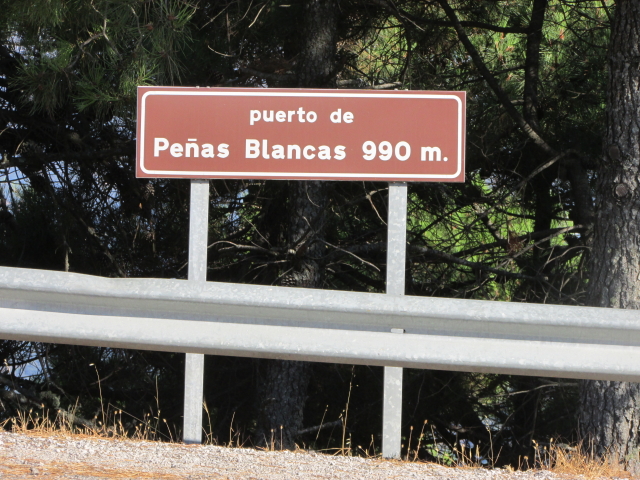 puerto de
Peñas Blancas 990 m.